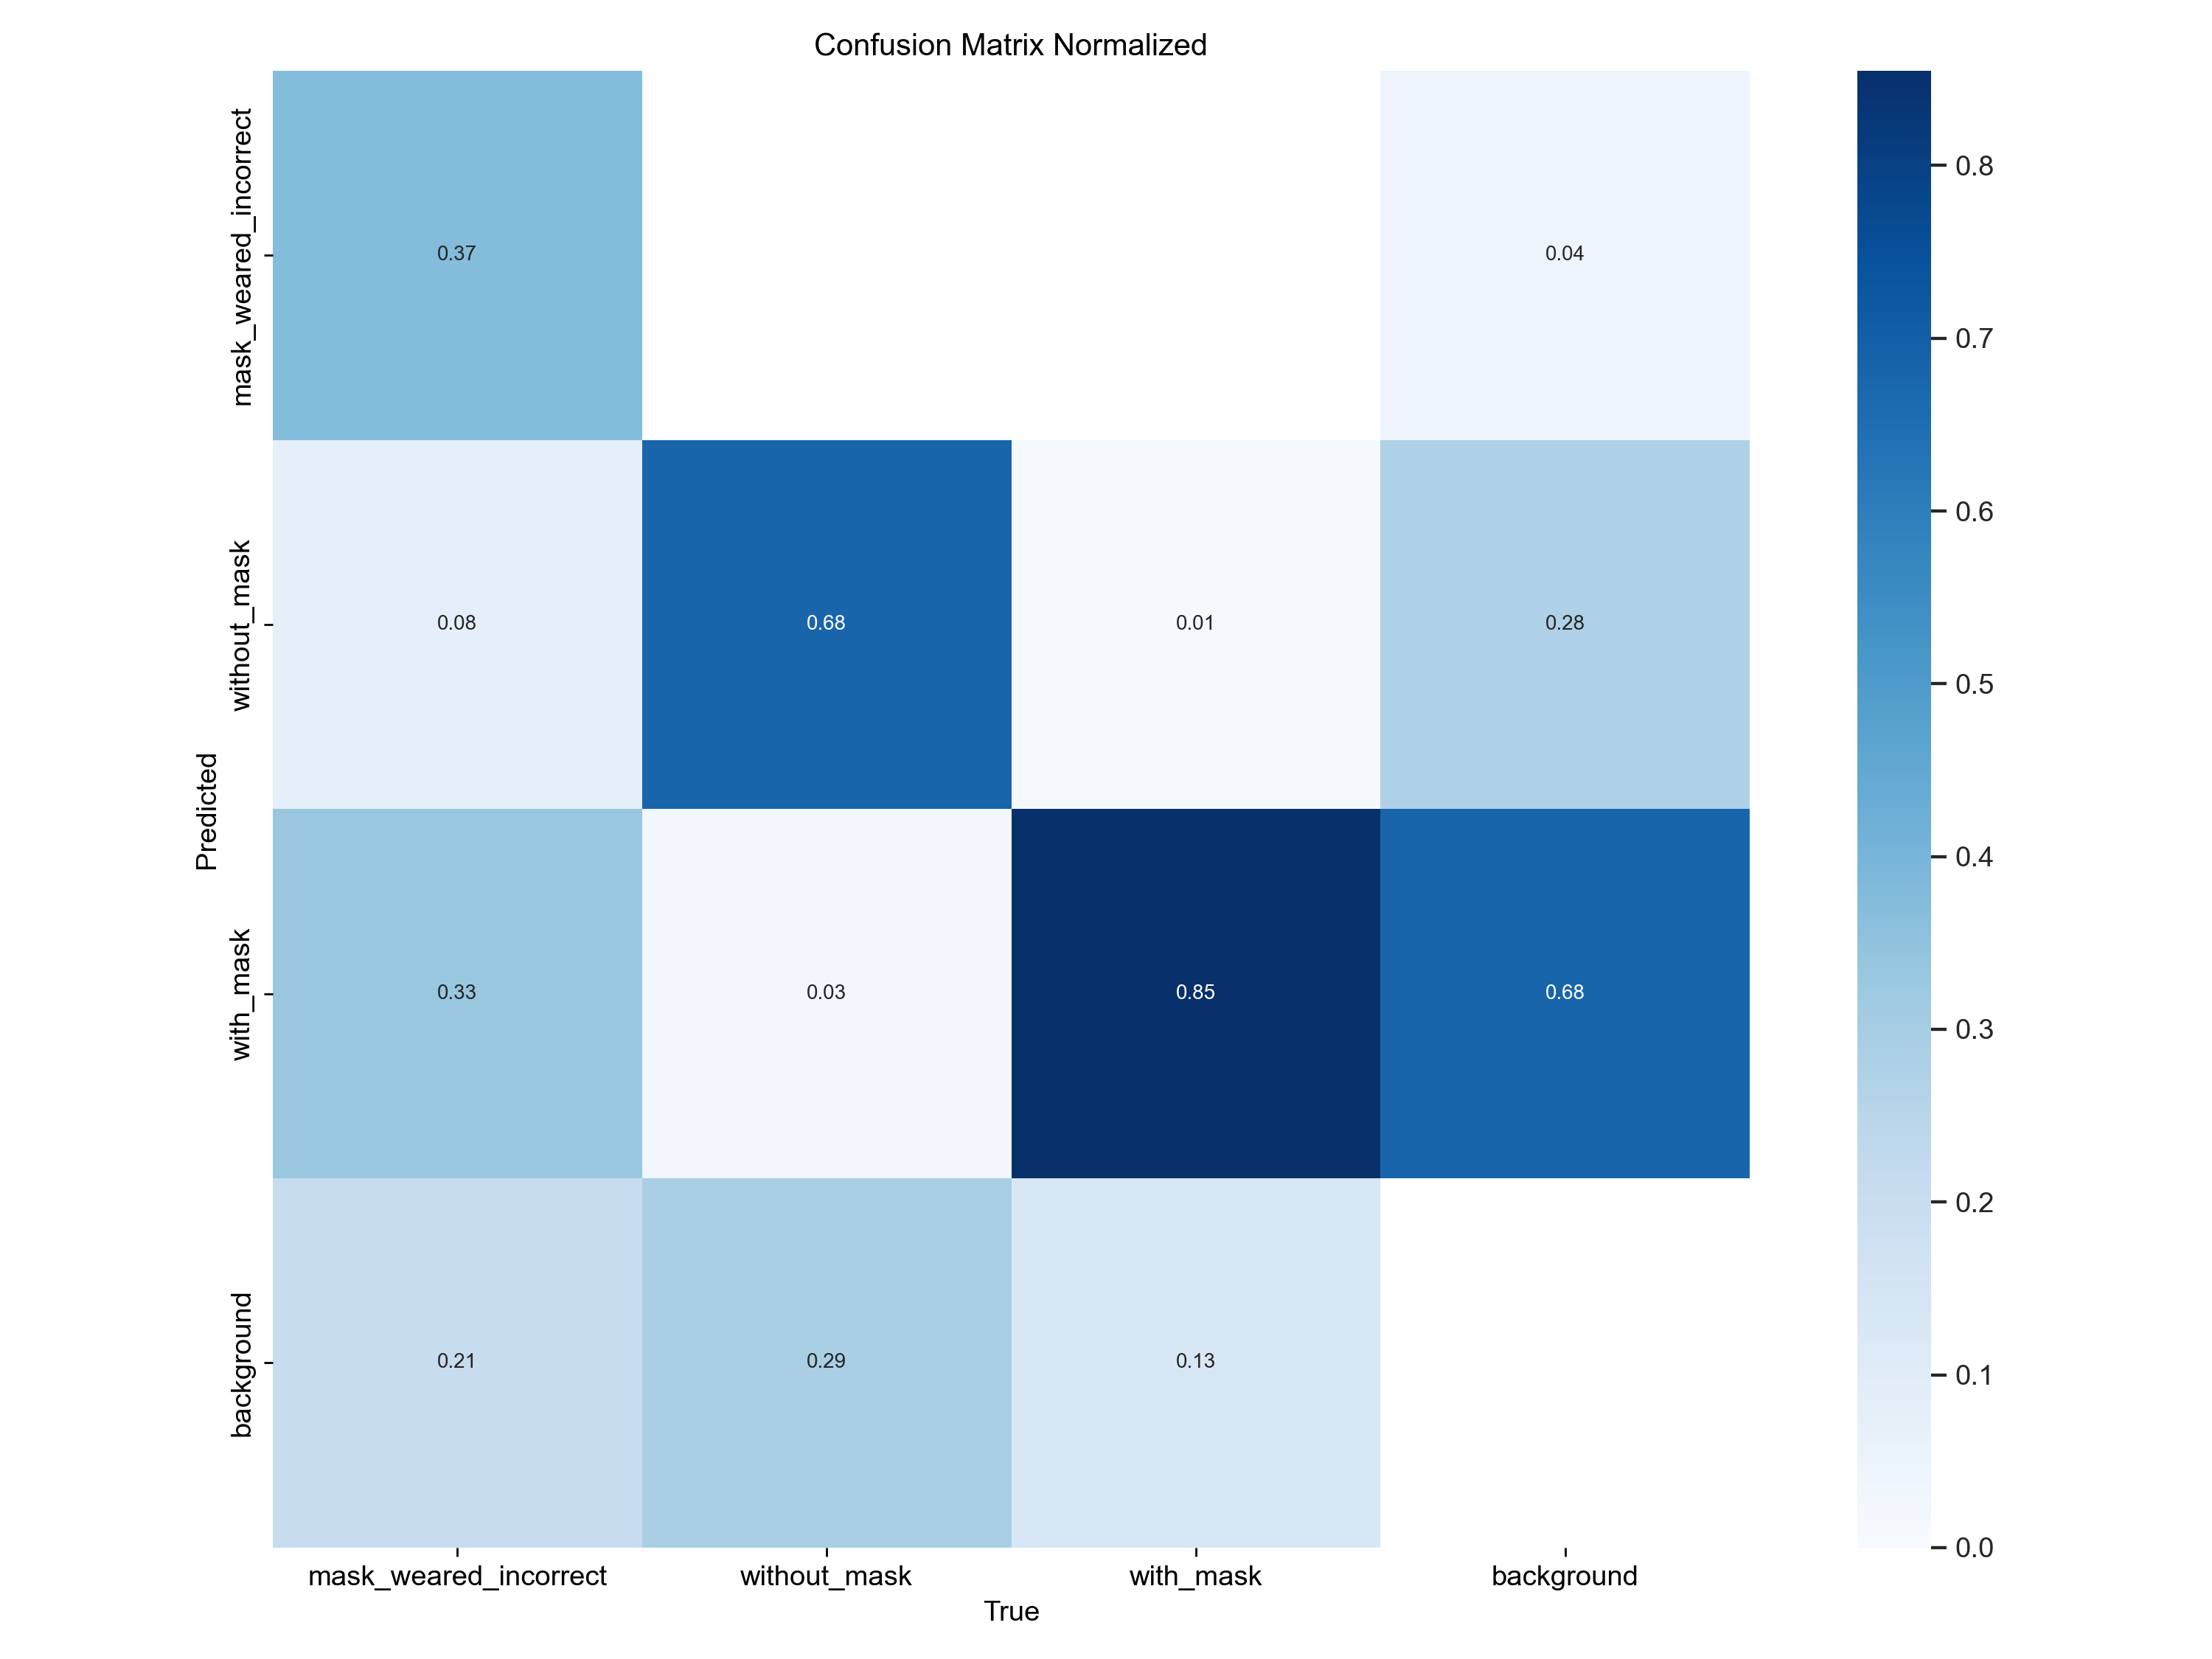 Confusion Matrix Normalized
mask_weared_incorrect
0.37
0.04
0.8
0.7
0.6
without_mask
0.08
0.68
0.01
0.28
0.5
Predicted
0.4
with_mask
0.33
0.03
0.85
0.68
0.3
0.2
background
0.21
0.29
0.13
0.1
0.0
mask_weared_incorrect
without_mask
with_mask
background
True